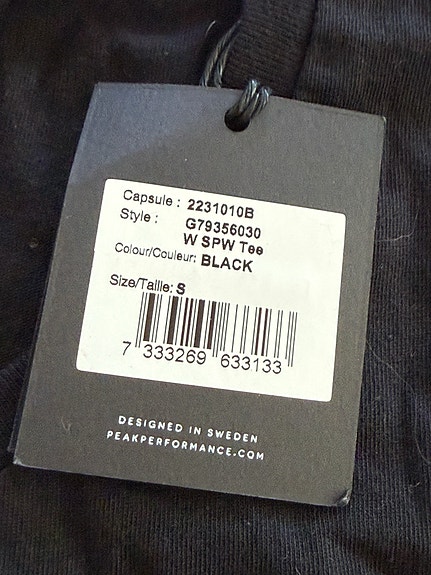 Capsule : 2231010B
Style : G79356030
W SPW Tee
Colour/Couleur: BLACK
Size/Taille: S
7 333269 633133
DESIGNED IN SWEDEN
PEAKPERFORMANCE.COM